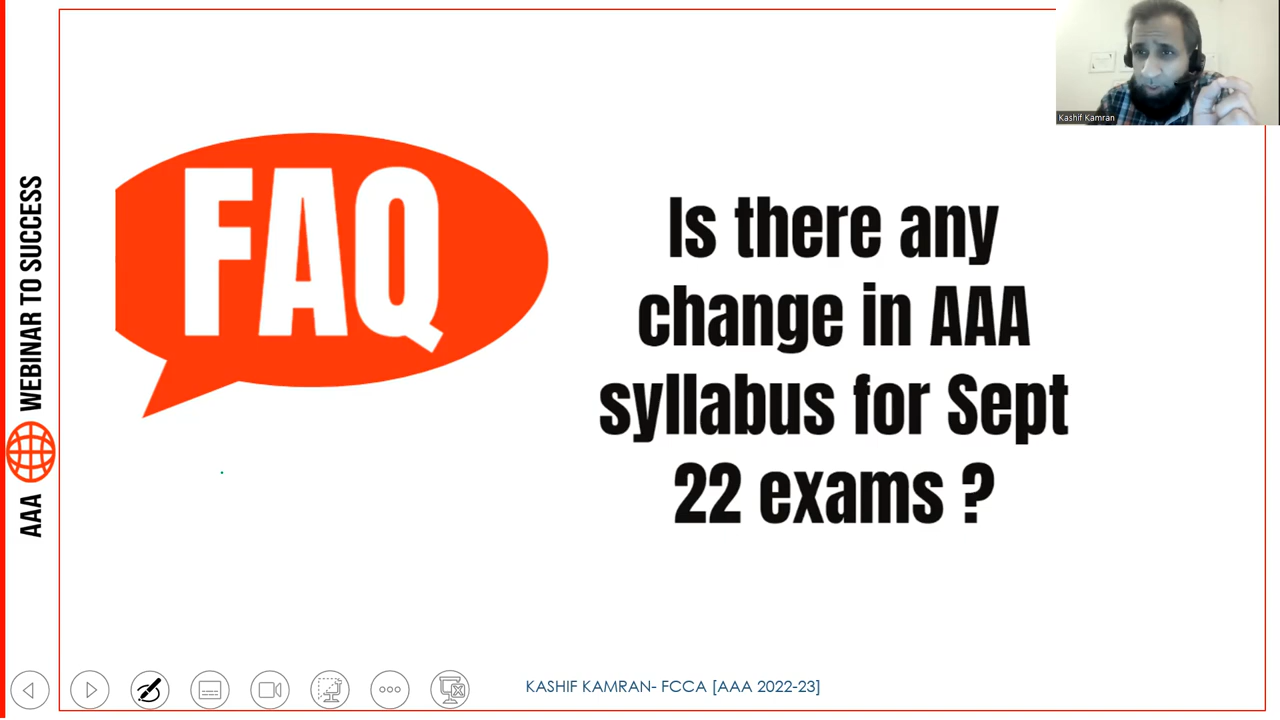 Kashif Kamran
AAA WEBINAR TO SUCCESS
FAQ
Is there any
change in AAA
syllabus for Sept
22 exams ?
KASHIF KAMRAN- FCCA [AAA 2022-23]